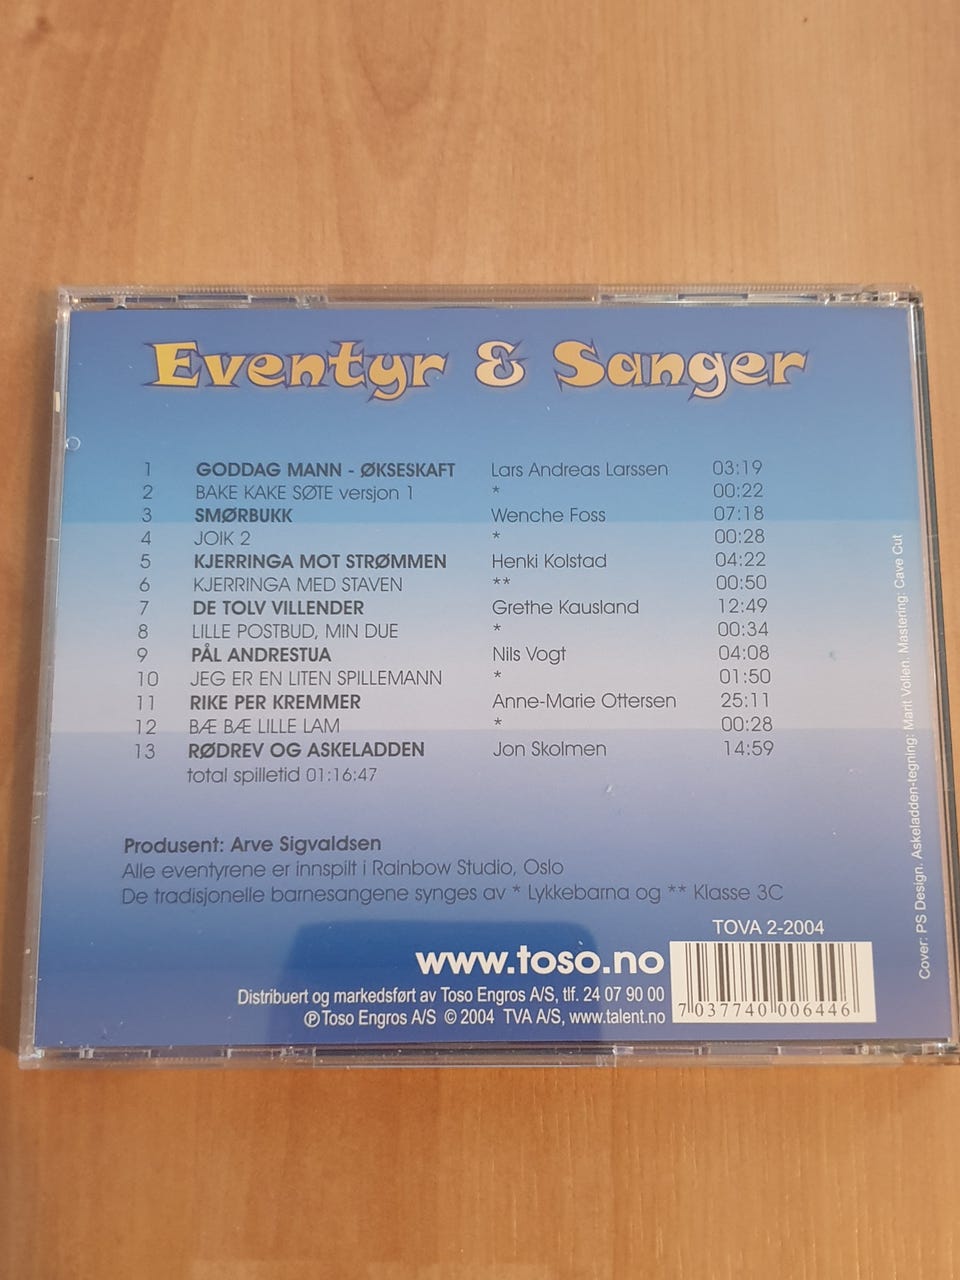 Eventyr & Sanger
1 GODDAG MANN - ØKSESKAFT Lars Andreas Larssen 03:19
2 BAKE KAKE SØTE versjon 1 * 00:22
3 SMØRBUKK Wenche Foss 07:18
4 JOIK 2 * 00:28
5 KJERRINGA MOT STRØMMEN Henki Kolstad 04:22
6 KJERRINGA MED STAVEN ** 00:50
7 DE TOLV VILLENDER Grethe Kausland 12:49
8 LILLE POSTBUD, MIN DUE * 00:34
9 PÅL ANDRESTUA Nils Vogt 04:08
10 JEG ER EN LITEN SPILLEMANN * 01:50
11 RIKE PER KREMMER Anne-Marie Ottersen 25:11
12 BÆ BÆ LILLE LAM * 00:28
13 RØDREV OG ASKELADDEN Jon Skolmen 14:59
total spilletid 01:16:47
Produsent: Arve Sigvaldsen
Alle eventyrene er innspilt i Rainbow Studio, Oslo
De tradisjonelle barnesangene synges av * Lykkebarna og ** Klasse 3C
TOVA 2-2004
www.toso.no
Distribuert og markedsført av Toso Engros A/S, tlf. 24 07 90 00
℗ Toso Engros A/S © 2004 TVA A/S, www.talent.no
7 037740 006446
Cover: PS Design. Askeladden-tegning: Marit Vollen. Mastering: Cave Cut